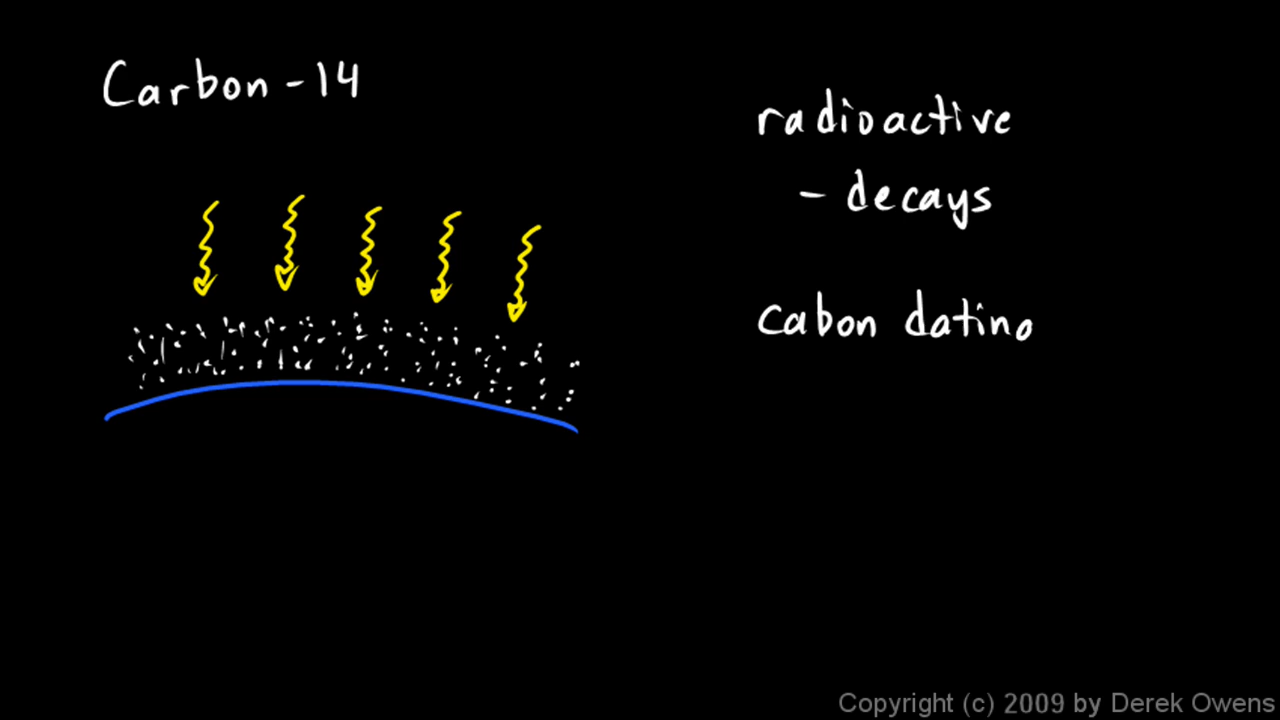 Carbon-14
radioactive
- decays
cabon datino
Copyright (c) 2009 by Derek Owens